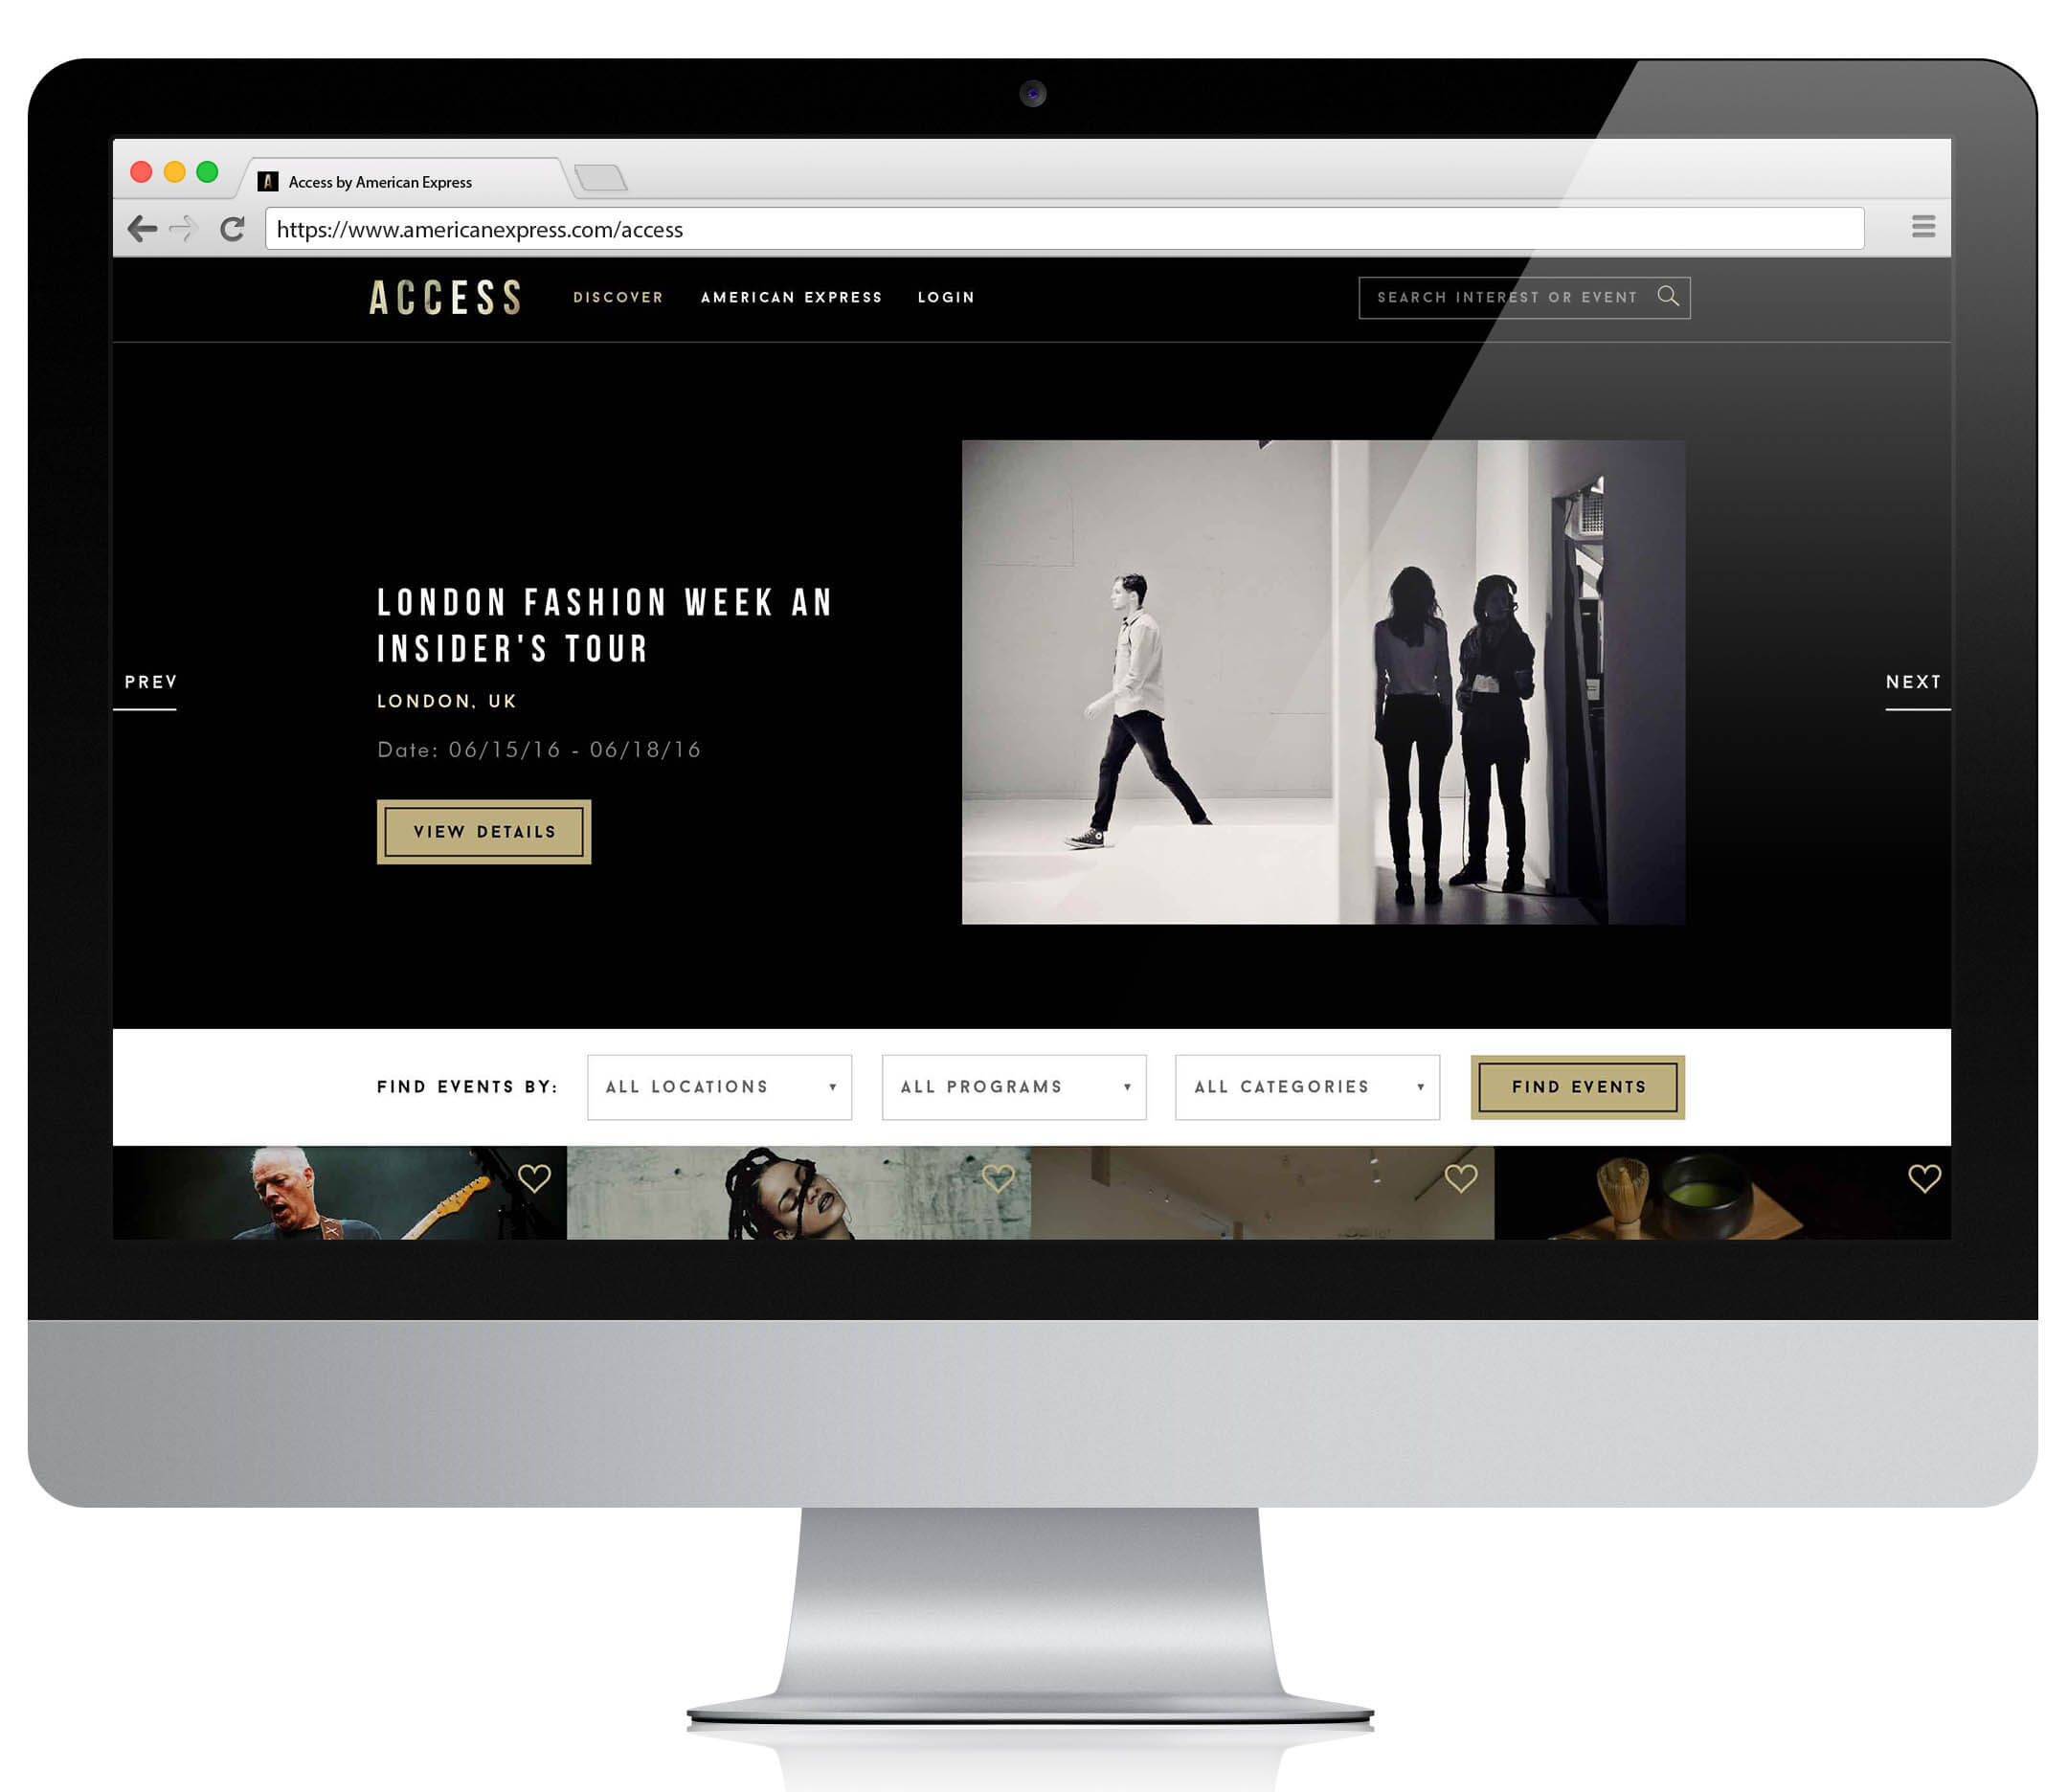 Access by American Express
https://www.americanexpress.com/access
ACCESS DISCOVER AMERICAN EXPRESS LOGIN SEARCH INTEREST OR EVENT
LONDON FASHION WEEK AN
INSIDER'S TOUR
PREV
NEXT
LONDON, UK
Date: 06/15/16 - 06/18/16
VIEW DETAILS
FIND EVENTS BY: ALL LOCATIONS ALL PROGRAMS ALL CATEGORIES FIND EVENTS